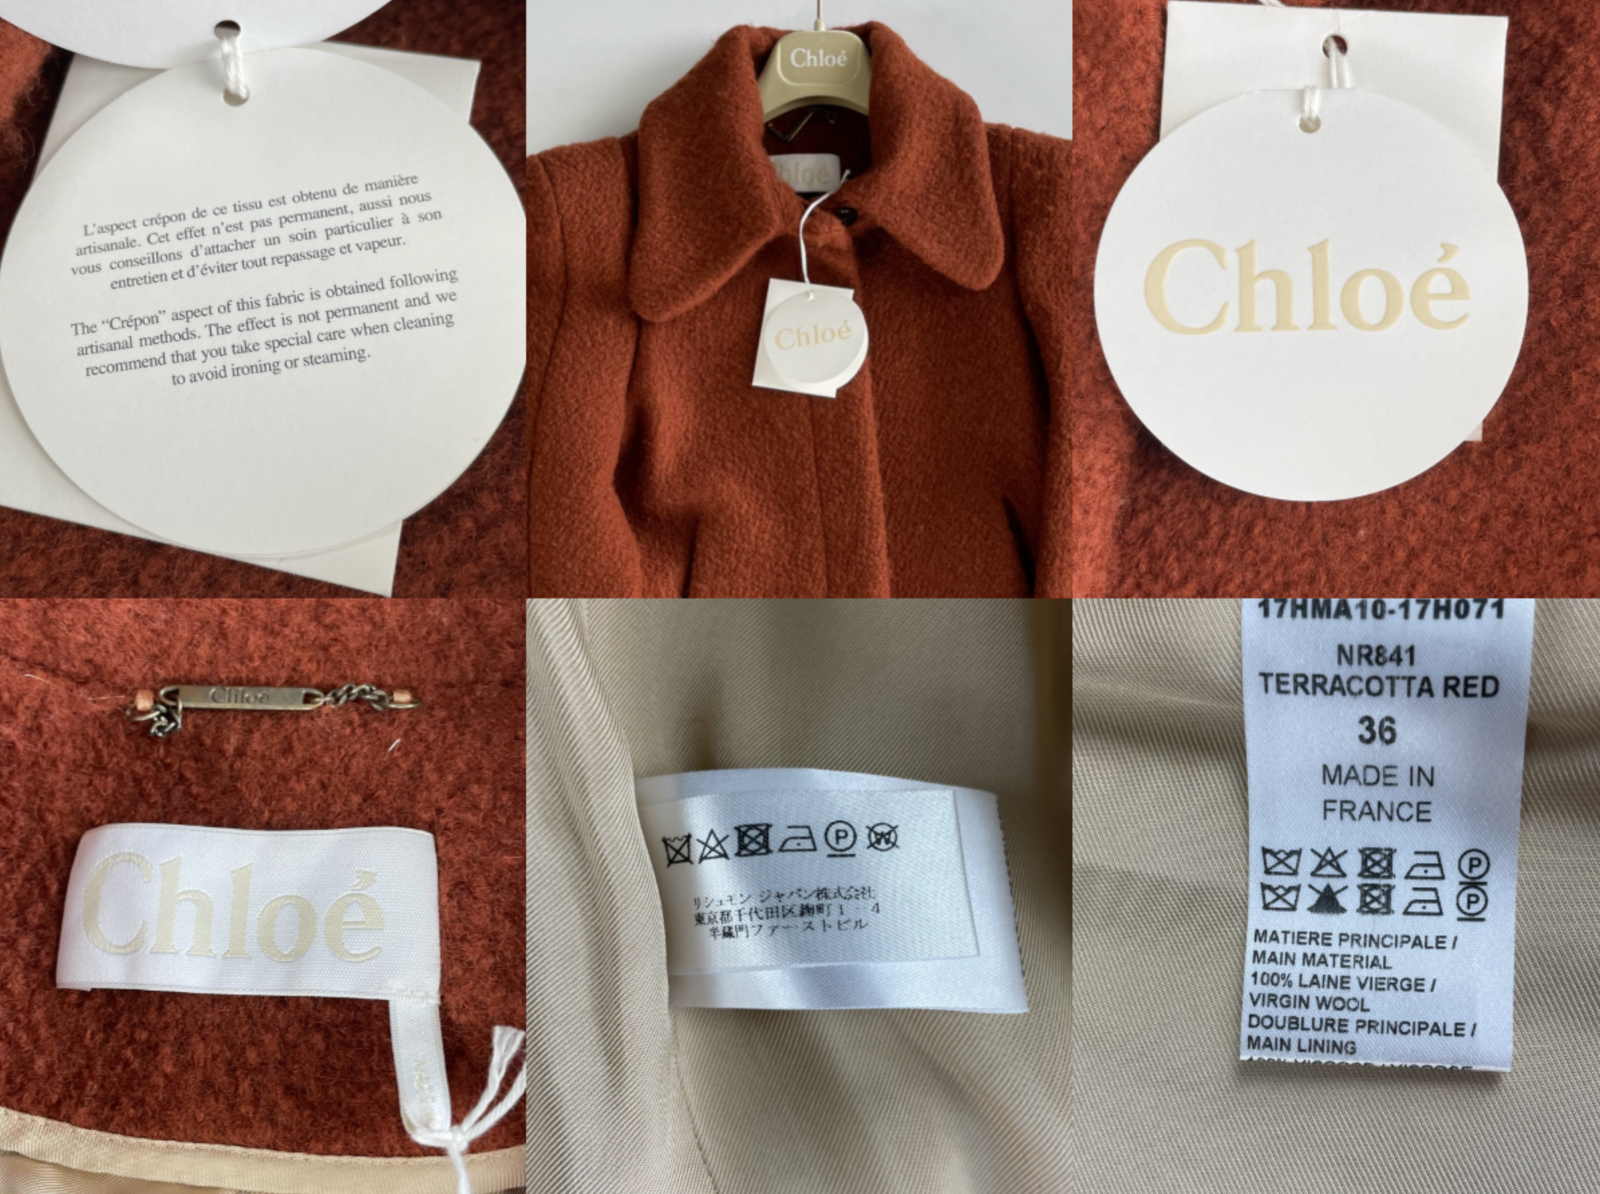 L'aspect crépon de ce tissu est obtenu de manière
artisanale. Cet effet n'est pas permanent, aussi nous
vous conseillons d'attacher un soin particulier à son
entretien et d'éviter tout repassage et vapeur.
The “Crépon” aspect of this fabric is obtained following
artisanal methods. The effect is not permanent and we
recommend that you take special care when cleaning
to avoid ironing or steaming.
Chloé
Chloé
Chloé
Chloé
Chloé
Chloé
リシュモン ジャパン株式会社
東京都千代田区麹町1-4
半蔵門ファーストビル
P
W
17HMA10-17H071
NR841
TERRACOTTA RED
36
MADE IN
FRANCE
P
P
MATIERE PRINCIPALE /
MAIN MATERIAL
100% LAINE VIERGE /
VIRGIN WOOL
DOUBLURE PRINCIPALE /
MAIN LINING